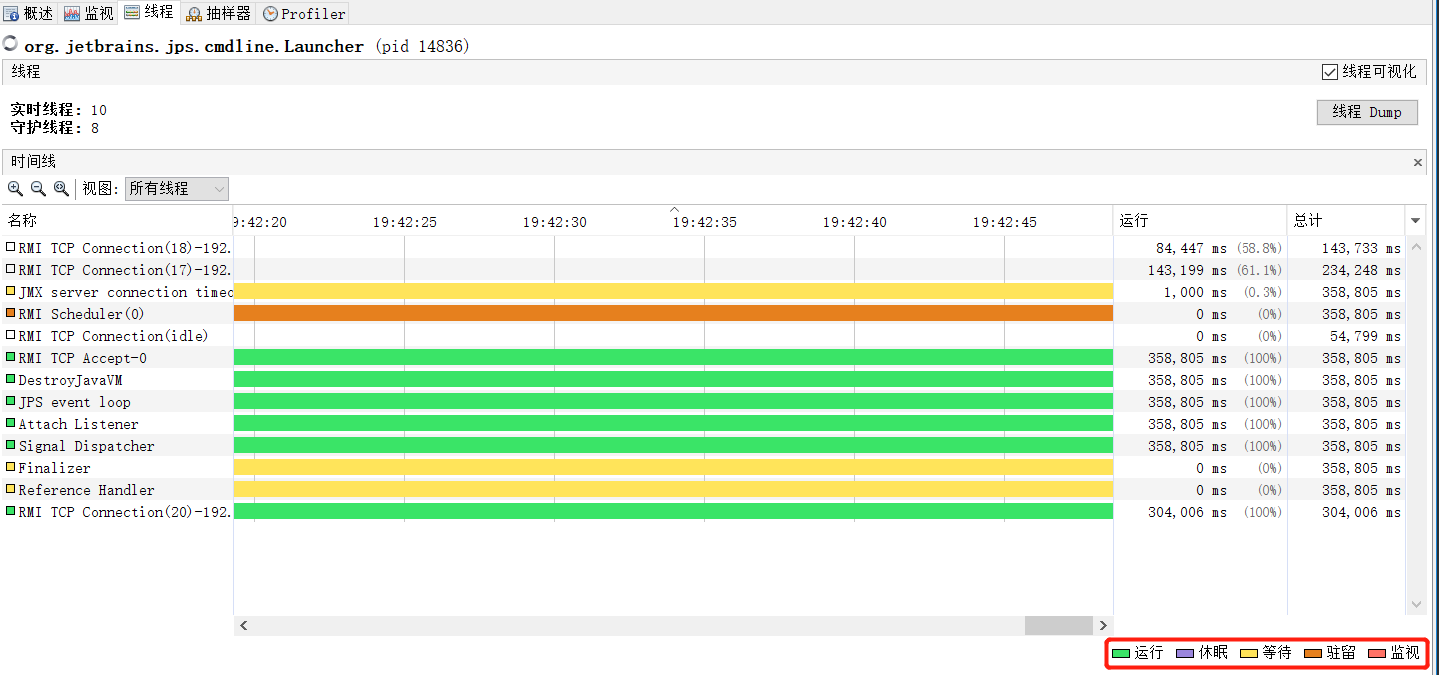 概述 监视 线程 抽样器 Profiler
org.jetbrains.jps.cmdline.Launcher (pid 14836)
线程 线程可视化
实时线程: 10
守护线程: 8
线程 Dump
时间线
视图: 所有线程
名称 9:42:20 19:42:25 19:42:30 19:42:35 19:42:40 19:42:45 运行 总计
RMI TCP Connection(18)-192. 84,447 ms (58.8%) 143,733 ms
RMI TCP Connection(17)-192. 143,199 ms (61.1%) 234,248 ms
JMX server connection timeo 1,000 ms (0.3%) 358,805 ms
RMI Scheduler(0) 0 ms (0%) 358,805 ms
RMI TCP Connection(idle) 0 ms (0%) 54,799 ms
RMI TCP Accept-0 358,805 ms (100%) 358,805 ms
DestroyJavaVM 358,805 ms (100%) 358,805 ms
JPS event loop 358,805 ms (100%) 358,805 ms
Attach Listener 358,805 ms (100%) 358,805 ms
Signal Dispatcher 358,805 ms (100%) 358,805 ms
Finalizer 0 ms (0%) 358,805 ms
Reference Handler 0 ms (0%) 358,805 ms
RMI TCP Connection(20)-192. 304,006 ms (100%) 304,006 ms
运行 休眠 等待 驻留 监视